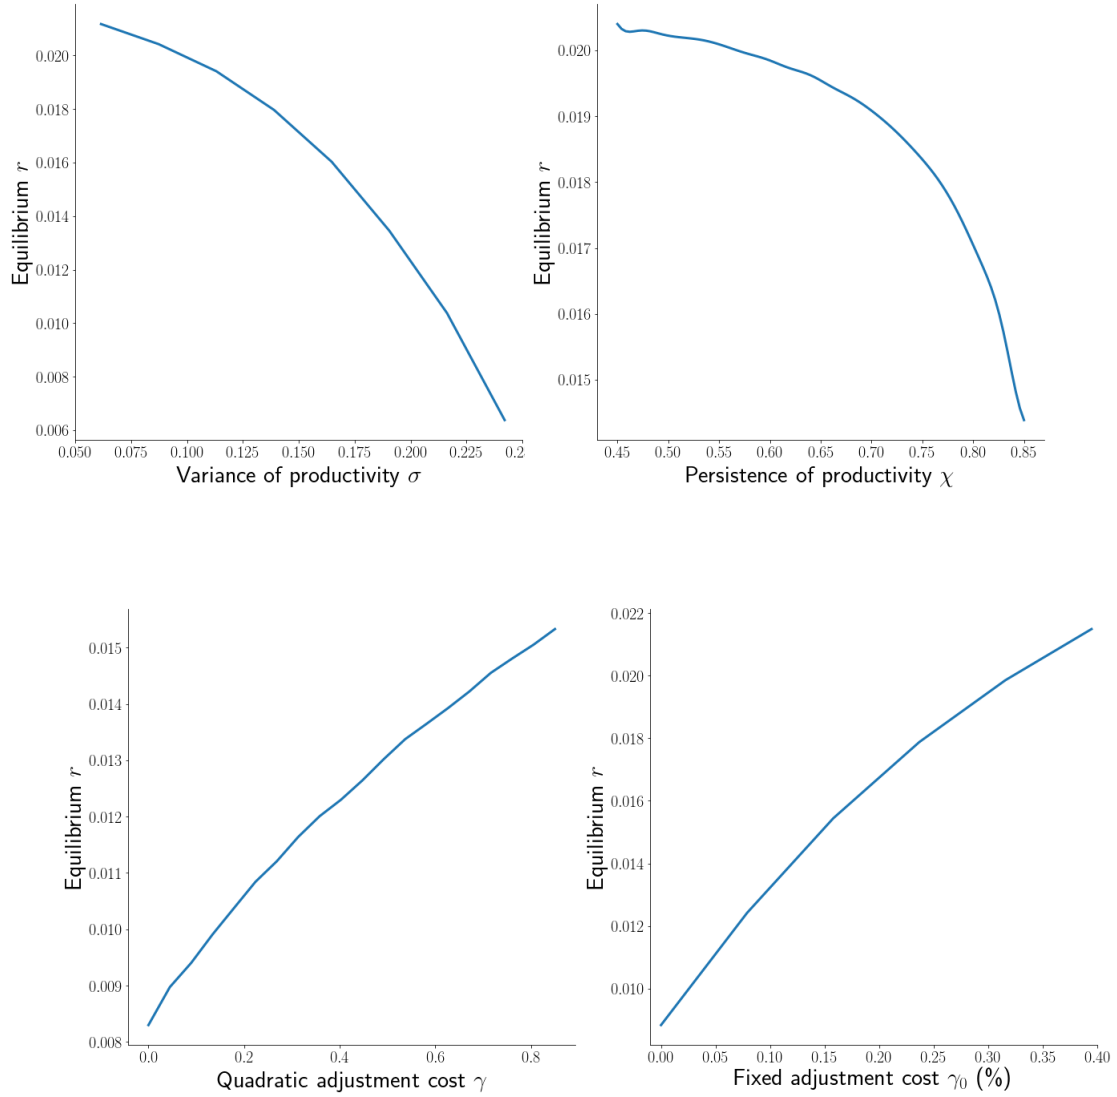 Equilibrium r
0.020
0.018
0.016
0.014
0.012
0.010
0.008
0.006
0.050 0.075 0.100 0.125 0.150 0.175 0.200 0.225 0.2
Variance of productivity σ
Equilibrium r
0.020
0.019
0.018
0.017
0.016
0.015
0.45 0.50 0.55 0.60 0.65 0.70 0.75 0.80 0.85
Persistence of productivity χ
Equilibrium r
0.015
0.014
0.013
0.012
0.011
0.010
0.009
0.008
0.0 0.2 0.4 0.6 0.8
Quadratic adjustment cost γ
Equilibrium r
0.022
0.020
0.018
0.016
0.014
0.012
0.010
0.00 0.05 0.10 0.15 0.20 0.25 0.30 0.35 0.40
Fixed adjustment cost γ₀ (%)